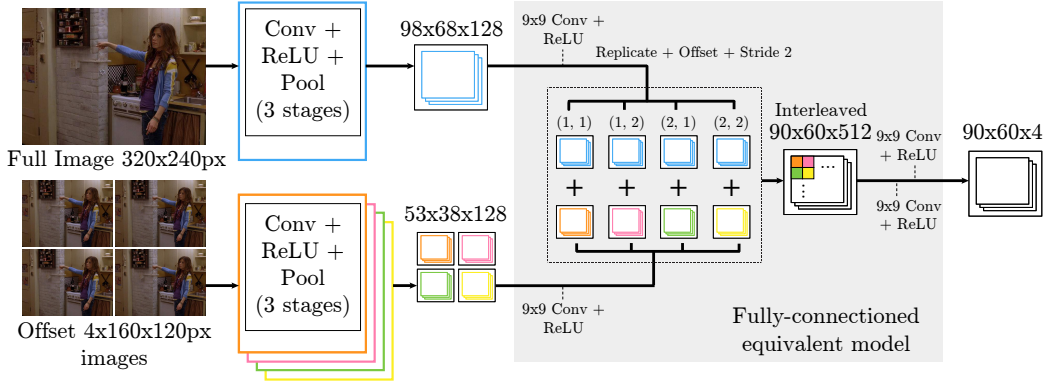 Conv +
ReLU +
Pool
(3 stages)
Full Image 320x240px
98x68x128
9x9 Conv +
ReLU
Replicate + Offset + Stride 2
(1, 1) (1, 2) (2, 1) (2, 2)
+ + + +
Interleaved
90x60x512
...
⋮
9x9 Conv
+ ReLU
9x9 Conv
+ ReLU
90x60x4
Conv +
ReLU +
Pool
(3 stages)
Offset 4x160x120px
images
53x38x128
9x9 Conv +
ReLU
Fully-connectioned
equivalent model